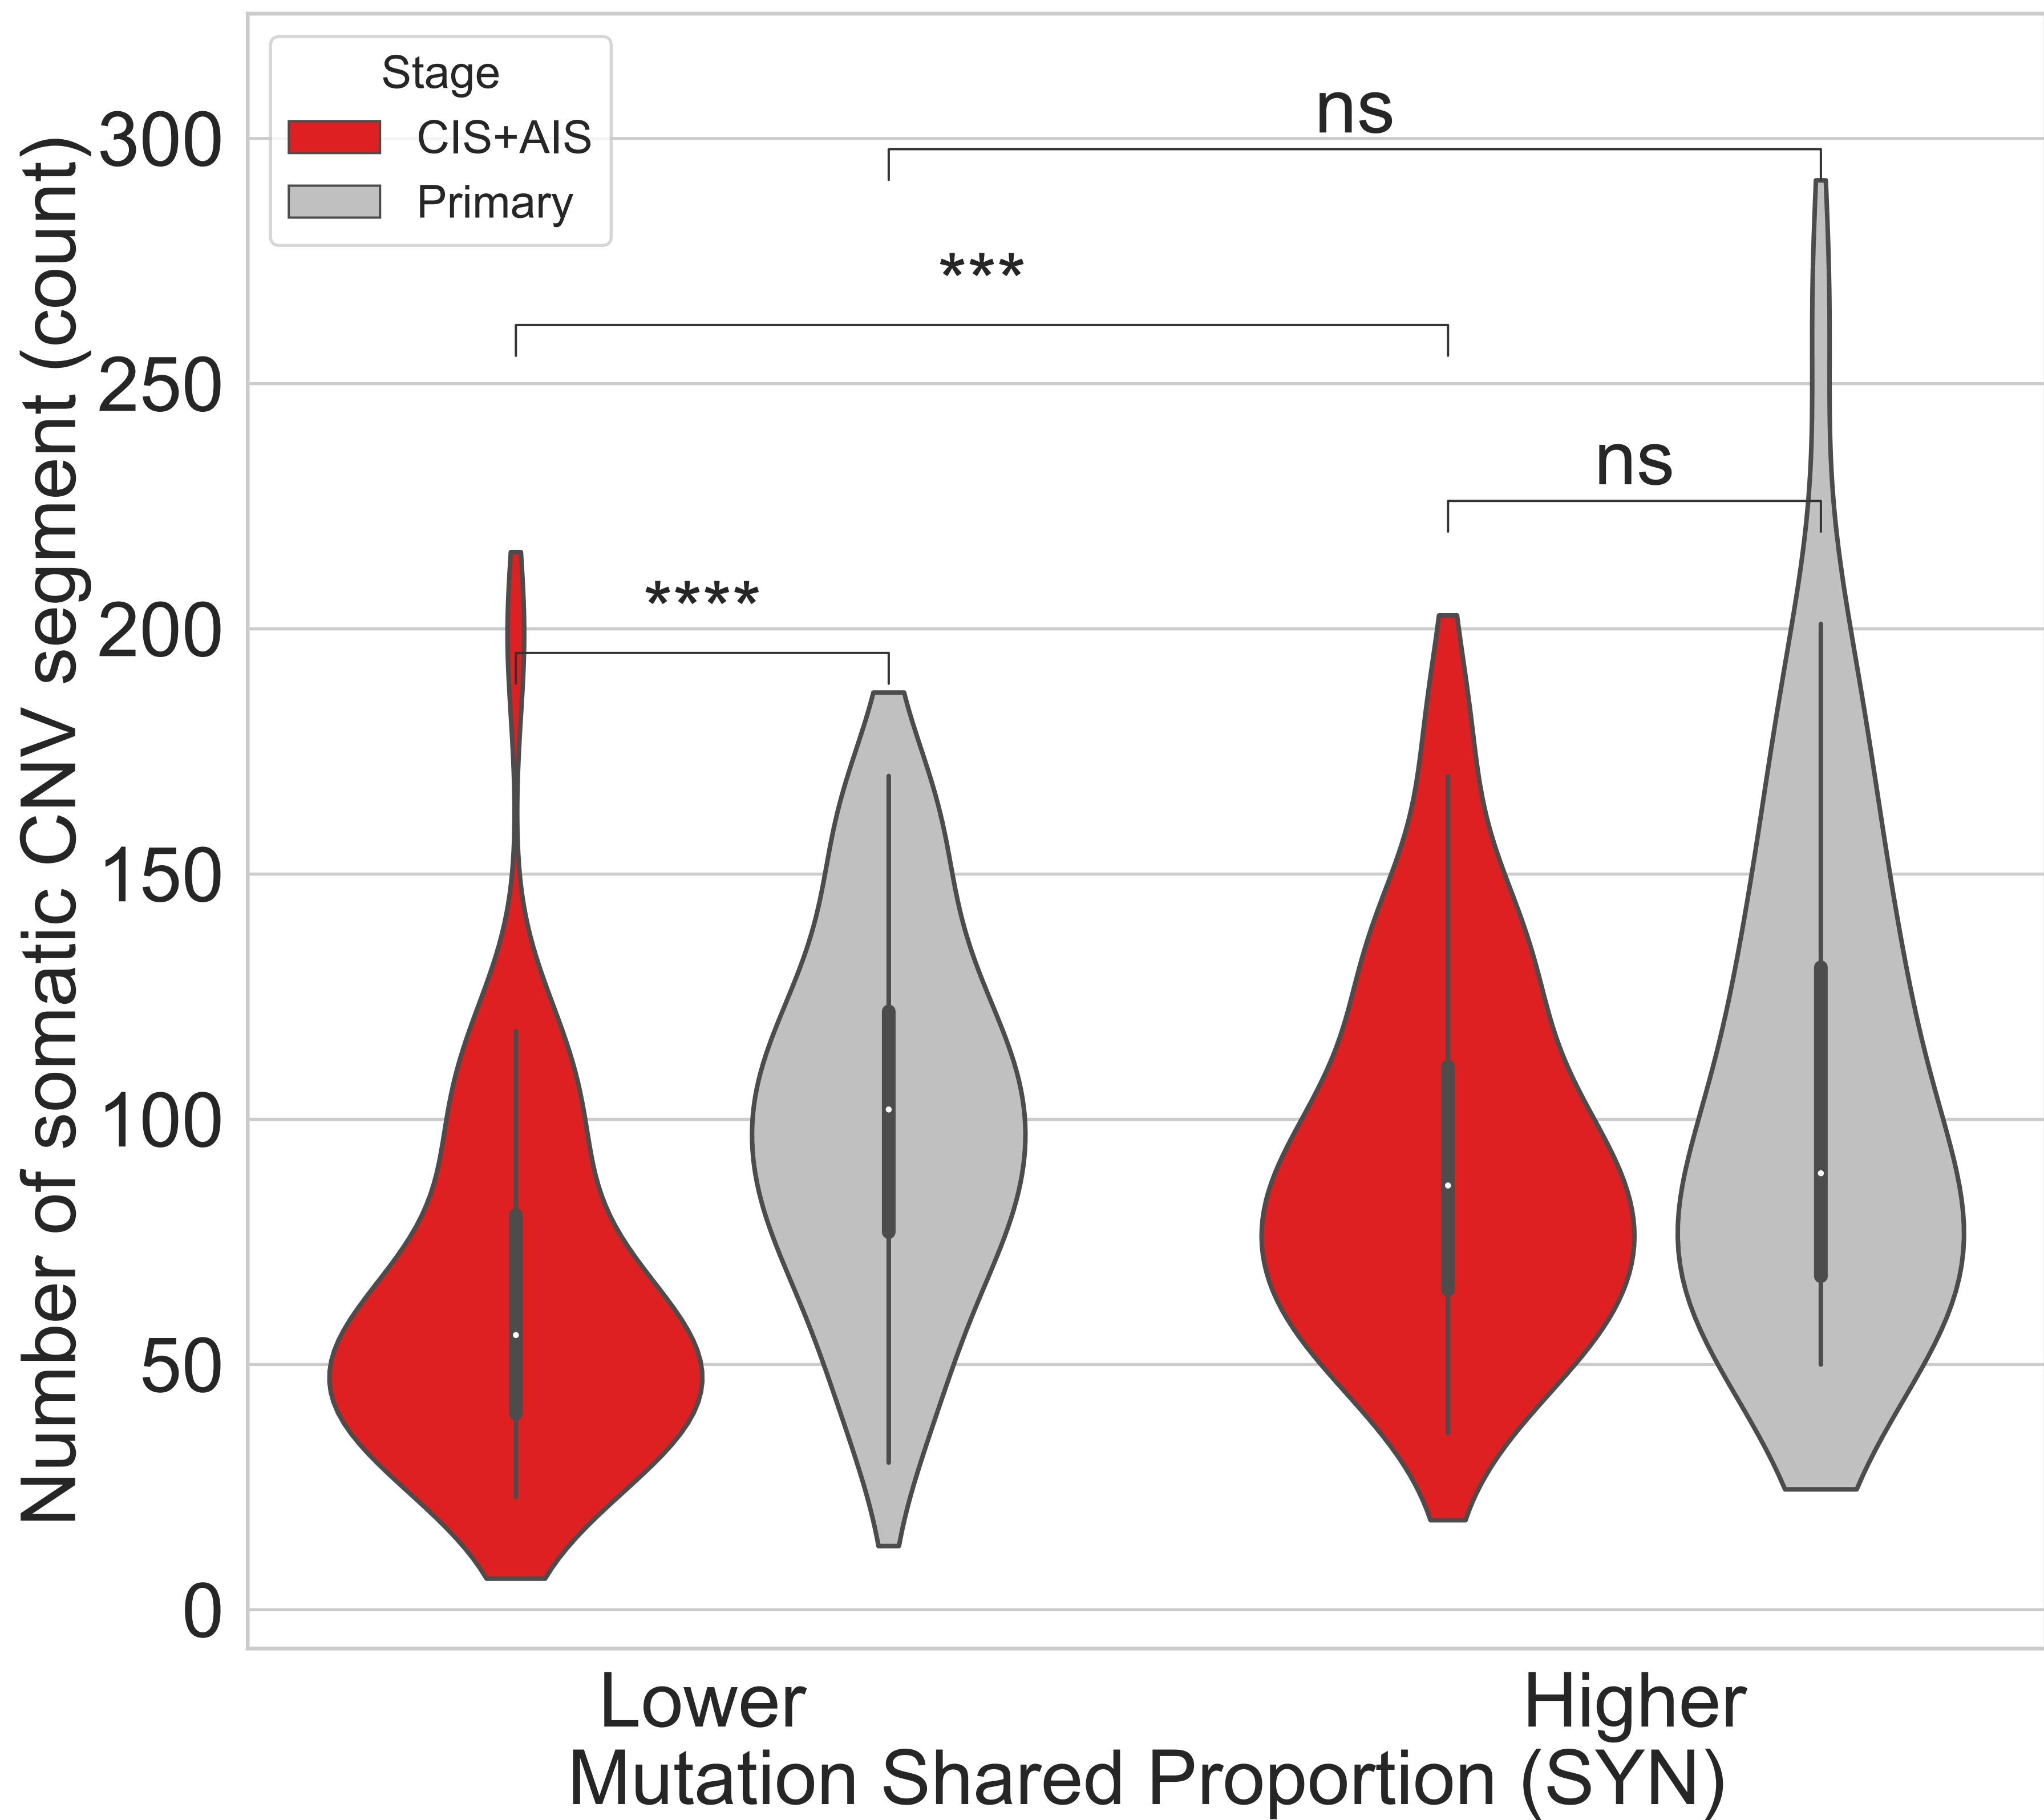 Stage
CIS+AIS
Primary
ns
***
ns
****
Number of somatic CNV segment (count)
300
250
200
150
100
50
0
Lower
Higher
Mutation Shared Proportion (SYN)